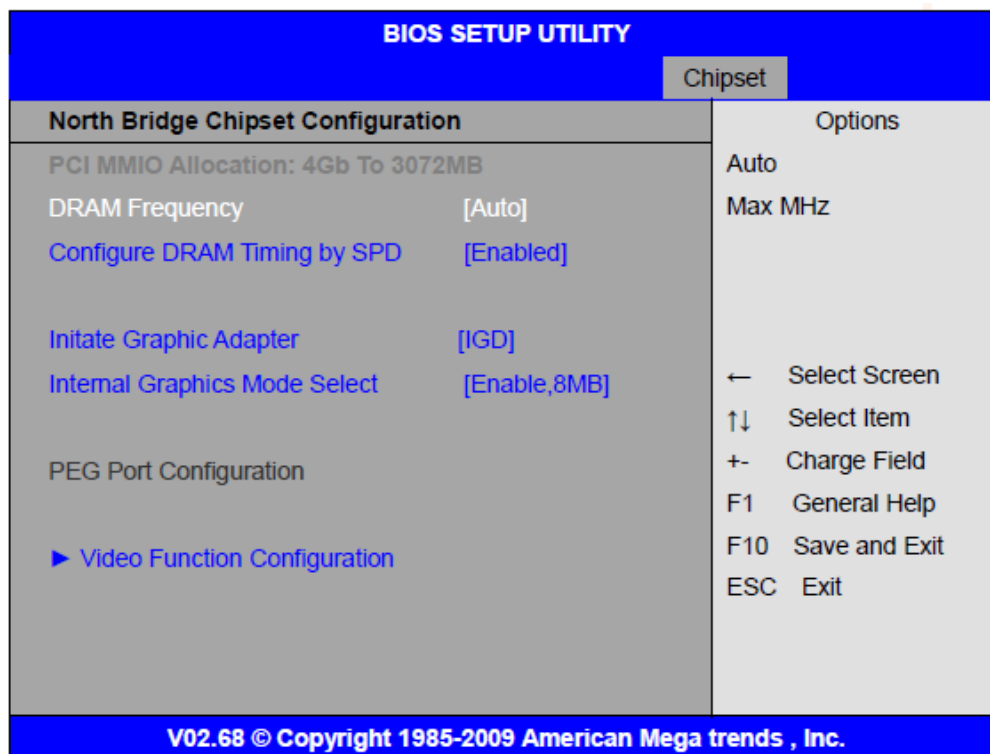 BIOS SETUP UTILITY
Chipset
North Bridge Chipset Configuration
PCI MMIO Allocation: 4Gb To 3072MB
DRAM Frequency [Auto]
Configure DRAM Timing by SPD [Enabled]
Initate Graphic Adapter [IGD]
Internal Graphics Mode Select [Enable,8MB]
PEG Port Configuration
► Video Function Configuration
Options
Auto
Max MHz
← Select Screen
↑↓ Select Item
+- Charge Field
F1 General Help
F10 Save and Exit
ESC Exit
V02.68 © Copyright 1985-2009 American Mega trends , Inc.